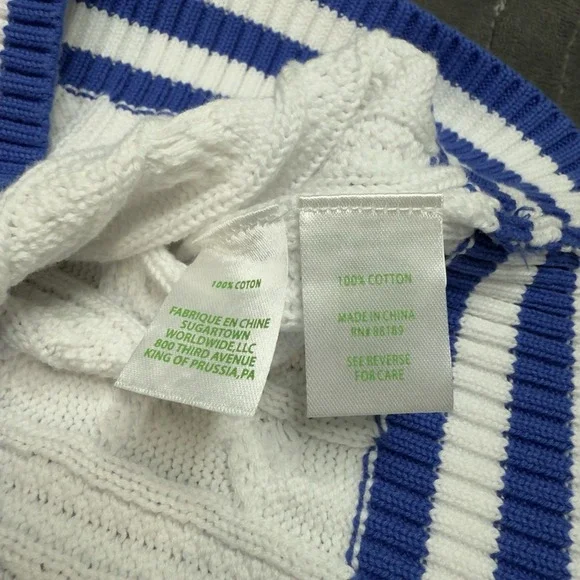 100% COTON
FABRIQUE EN CHINE
SUGARTOWN
WORLDWIDE, LLC
800 THIRD AVENUE
KING OF PRUSSIA, PA
100% COTTON
MADE IN CHINA
RN# 86189
SEE REVERSE
FOR CARE